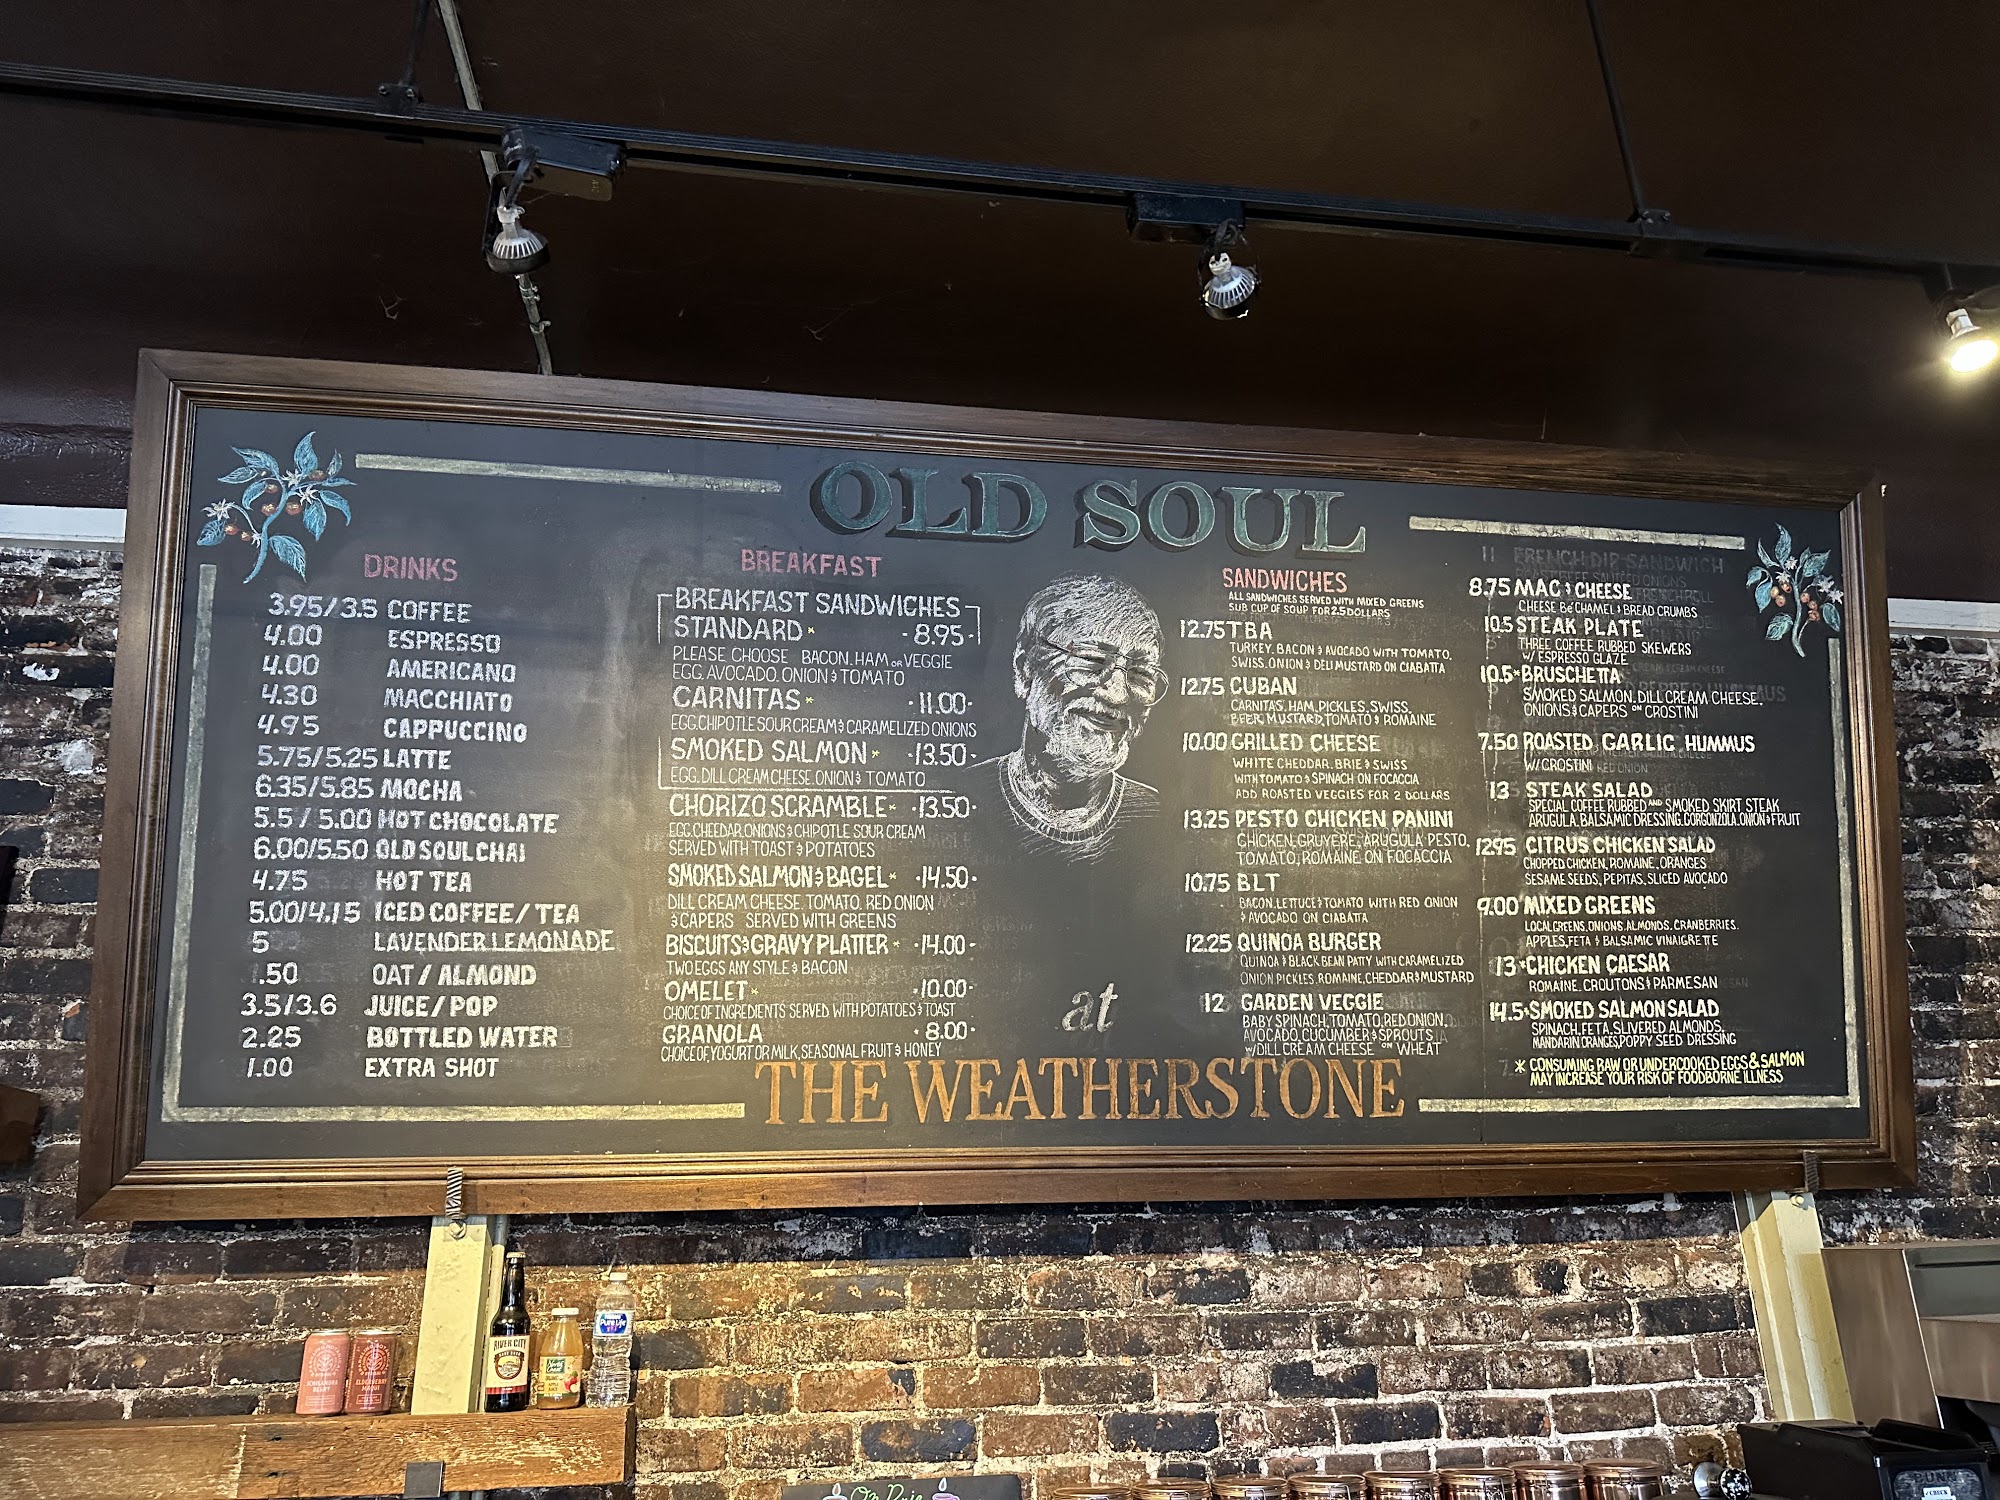 OLD SOUL
DRINKS
3.95/3.5 COFFEE
4.00 ESPRESSO
4.00 AMERICANO
4.30 MACCHIATO
4.95 CAPPUCCINO
5.75/5.25 LATTE
6.35/5.85 MOCHA
5.5/5.00 HOT CHOCOLATE
6.00/5.50 OLD SOUL CHAI
4.75 HOT TEA
5.00/4.15 ICED COFFEE/TEA
5 LAVENDER LEMONADE
.50 OAT/ALMOND
3.5/3.6 JUICE/POP
2.25 BOTTLED WATER
1.00 EXTRA SHOT
BREAKFAST
BREAKFAST SANDWICHES
STANDARD* -8.95-
PLEASE CHOOSE BACON, HAM OR VEGGIE
EGG, AVOCADO, ONION & TOMATO
CARNITAS* -11.00-
EGG, CHIPOTLE SOUR CREAM & CARAMELIZED ONIONS
SMOKED SALMON* -13.50-
EGG, DILL CREAM CHEESE, ONION & TOMATO
CHORIZO SCRAMBLE* -13.50-
EGG, CHEEDAR, ONIONS & CHIPOTLE SOUR CREAM
SERVED WITH TOAST & POTATOES
SMOKED SALMON & BAGEL* -14.50-
DILL CREAM CHEESE, TOMATO, RED ONION
& CAPERS SERVED WITH GREENS
BISCUITS & GRAVY PLATTER* -14.00-
TWO EGGS ANY STYLE & BACON
OMELET* -10.00-
CHOICE OF INGREDIENTS SERVED WITH POTATOES & TOAST
GRANOLA - 8.00-
CHOICE OF, YOGURT OR MILK, SEASONAL FRUIT & HONEY
at
THE WEATHERSTONE
SANDWICHES
ALL SANDWICHES SERVED WITH MIXED GREENS
SUB CUP OF SOUP FOR 2.5 DOLLARS
12.75 TBA
TURKEY, BACON & AVOCADO WITH TOMATO,
SWISS, ONION & DELI MUSTARD ON CIABATTA
12.75 CUBAN
CARNITAS, HAM, PICKLES, SWISS,
BEER, MUSTARD, TOMATO & ROMAINE
10.00 GRILLED CHEESE
WHITE CHEDDAR, BRIE & SWISS
WITH TOMATO & SPINACH ON FOCACCIA
ADD ROASTED VEGGIES FOR 2 DOLLARS
13.25 PESTO CHICKEN PANINI
CHICKEN, GRUYERE, ARUGULA PESTO,
TOMATO, ROMAINE ON FOCACCIA
10.75 BLT
BACON, LETTUCE & TOMATO WITH RED ONION
& AVOCADO ON CIABATTA
12.25 QUINOA BURGER
QUINOA & BLACK BEAN PATTY WITH CARAMELIZED
ONION, PICKLES, ROMAINE, CHEDDAR & MUSTARD
12 GARDEN VEGGIE
BABY SPINACH, TOMATO, RED ONION,
AVOCADO, CUCUMBER & SPROUTS
W/ DILL CREAM CHEESE ON WHEAT
11 FRENCH DIP SANDWICH
8.75 MAC & CHEESE
CHEESE BéCHAMEL & BREAD CRUMBS
10.5 STEAK PLATE
THREE COFFEE RUBBED SKEWERS
W/ ESPRESSO GLAZE
10.5* BRUSCHETTA
SMOKED SALMON, DILL CREAM CHEESE,
ONIONS & CAPERS ON CROSTINI
7.50 ROASTED GARLIC HUMMUS
W/ CROSTINI
13 STEAK SALAD
SPECIAL COFFEE RUBBED AND SMOKED SKIRT STEAK
ARUGULA, BALSAMIC DRESSING, GORGONZOLA, ONION & FRUIT
1295 CITRUS CHICKEN SALAD
CHOPPED CHICKEN, ROMAINE, ORANGES
SESAME SEEDS, PEPITAS, SLICED AVOCADO
9.00 MIXED GREENS
LOCAL GREENS, ONIONS, ALMONDS, CRANBERRIES,
APPLES, FETA & BALSAMIC VINAIGRETTE
13* CHICKEN CAESAR
ROMAINE, CROUTONS & PARMESAN
14.5* SMOKED SALMON SALAD
SPINACH, FETA, SLIVERED ALMONDS,
MANDARIN ORANGES, POPPY SEED DRESSING
* CONSUMING RAW OR UNDERCOOKED EGGS & SALMON
MAY INCREASE YOUR RISK OF FOODBORNE ILLNESS
RIVER CITY
Pure Life
BUNN